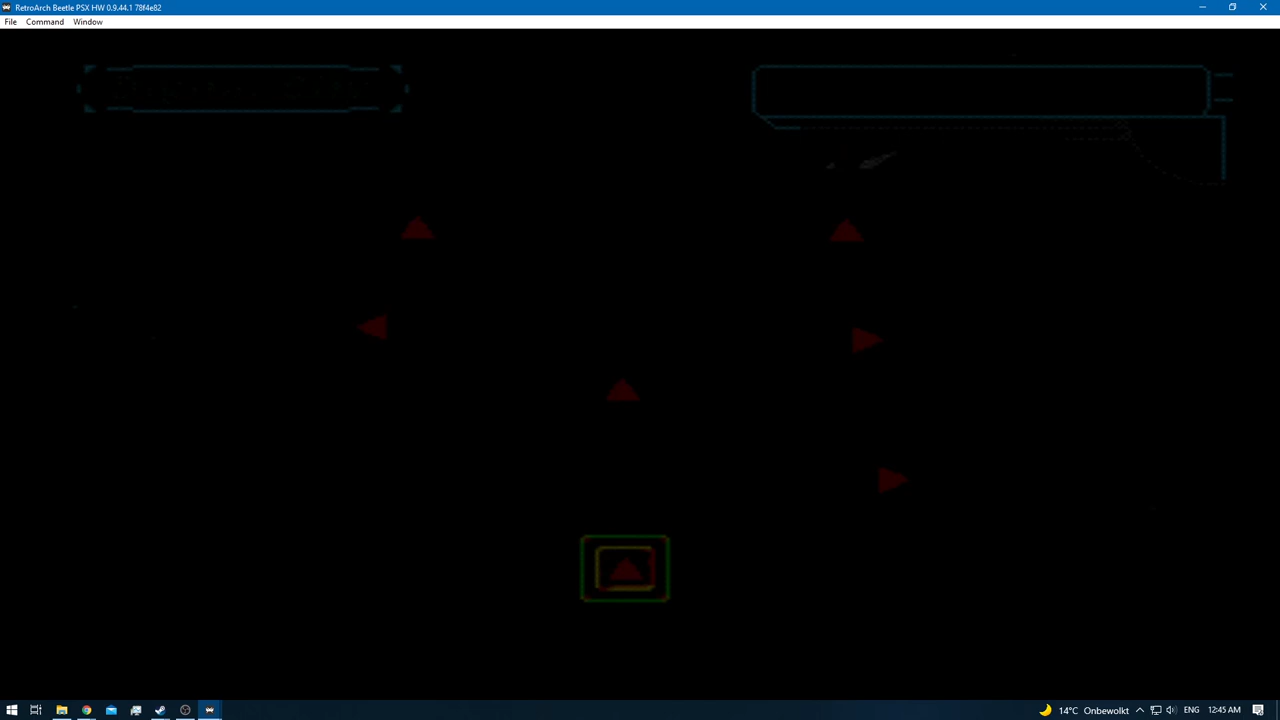 RetroArch Beetle PSX HW 0.9.44.1 78f4e82
File Command Window
14°C Onbewolkt ENG 12:45 AM